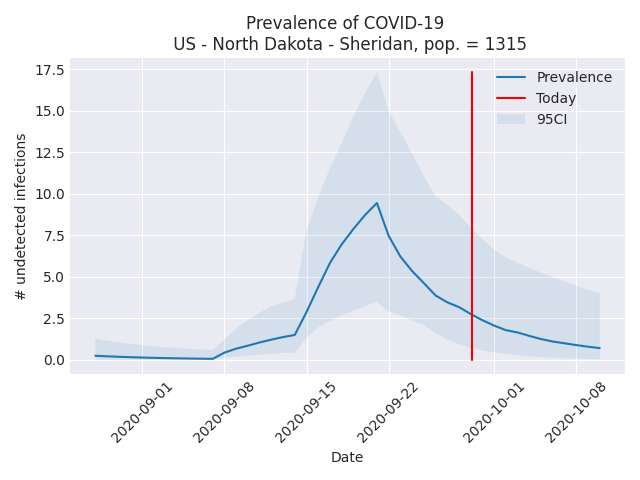 Prevalence of COVID-19
US - North Dakota - Sheridan, pop. = 1315
17.5
15.0
12.5
10.0
7.5
5.0
2.5
0.0
# undetected infections
Prevalence
Today
95CI
2020-09-01
2020-09-08
2020-09-15
2020-09-22
2020-10-01
2020-10-08
Date